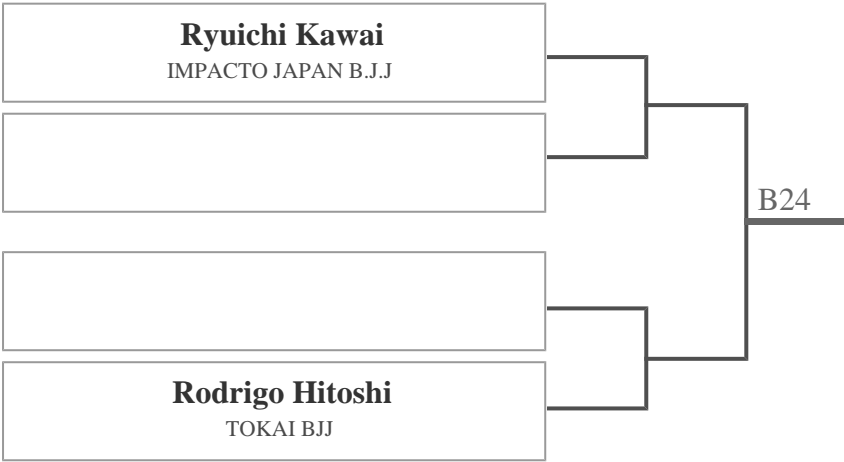 Ryuichi Kawai
IMPACTO JAPAN B.J.J
B24
Rodrigo Hitoshi
TOKAI BJJ